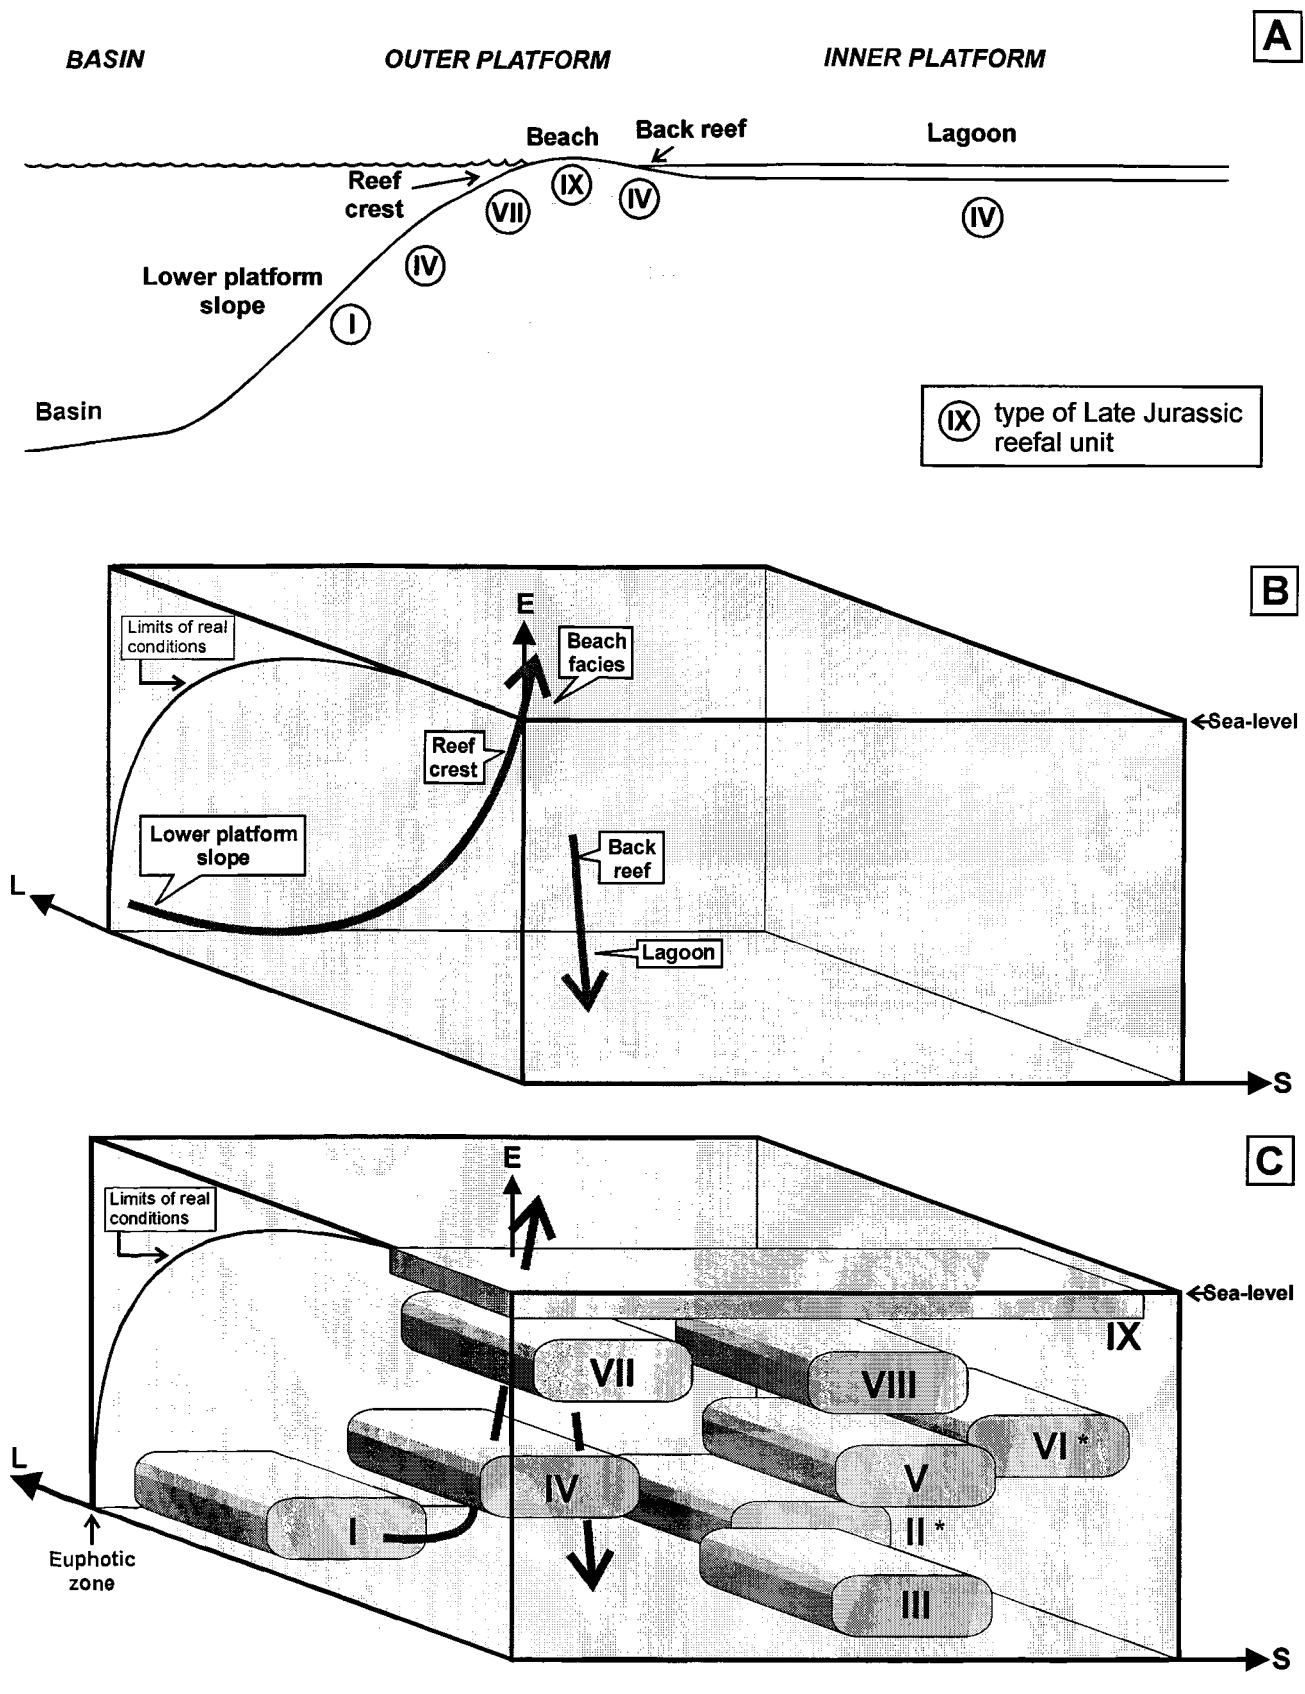 A
BASIN OUTER PLATFORM INNER PLATFORM
Beach Back reef Lagoon
Reef
crest
IX
IV
VII
IV
IV
Lower platform
slope
I
Basin
IX type of Late Jurassic
reefal unit
B
E
Limits of real
conditions
Beach
facies
Sea-level
Reef
crest
Lower platform
slope
Back
reef
L
Lagoon
S
C
E
Limits of real
conditions
Sea-level
IX
VII
VIII
VI *
V
L
IV
I
II *
Euphotic
zone
III
S